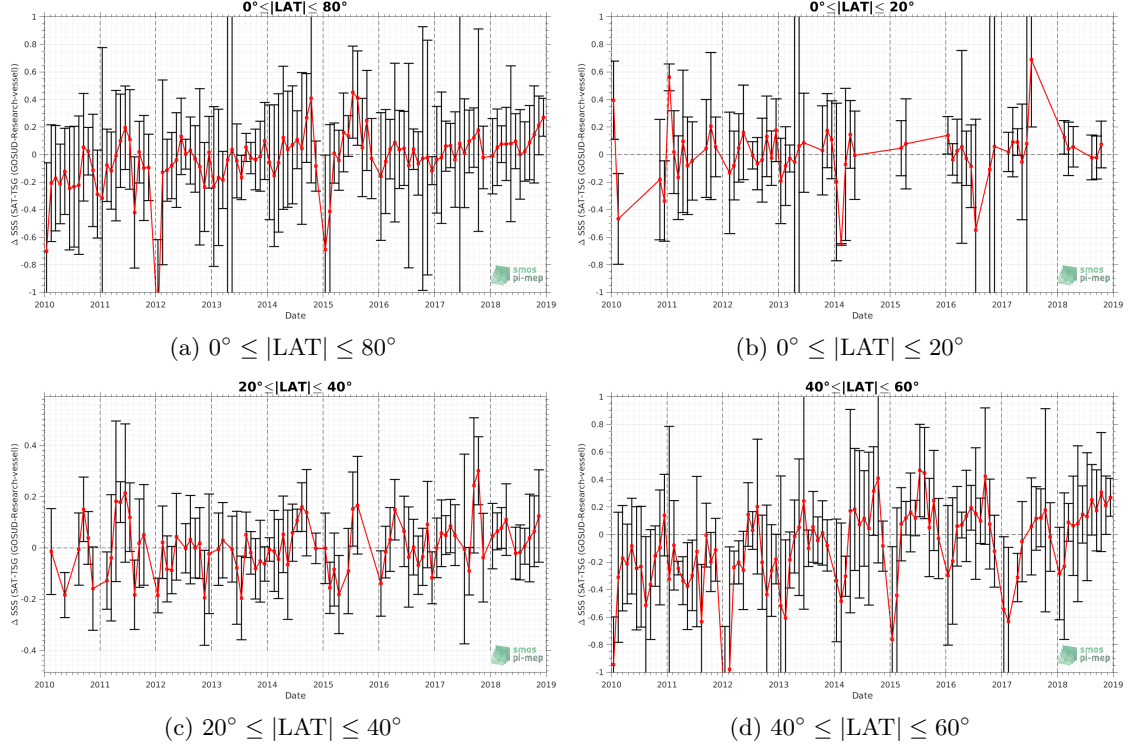 0°≤|LAT|≤ 80°
Δ SSS (SAT-TSG (GOSUD-Research-vessel))
1
0.8
0.6
0.4
0.2
0
-0.2
-0.4
-0.6
-0.8
-1
smos
pi-mep
2010 2011 2012 2013 2014 2015 2016 2017 2018 2019
Date
(a) 0° ≤ |LAT| ≤ 80°
0°≤|LAT|≤ 20°
Δ SSS (SAT-TSG (GOSUD-Research-vessel))
1
0.8
0.6
0.4
0.2
0
-0.2
-0.4
-0.6
-0.8
-1
smos
pi-mep
2010 2011 2012 2013 2014 2015 2016 2017 2018 2019
Date
(b) 0° ≤ |LAT| ≤ 20°
20°≤|LAT|≤ 40°
Δ SSS (SAT-TSG (GOSUD-Research-vessel))
0.4
0.2
0
-0.2
-0.4
smos
pi-mep
2010 2011 2012 2013 2014 2015 2016 2017 2018 2019
Date
(c) 20° ≤ |LAT| ≤ 40°
40°≤|LAT|≤ 60°
Δ SSS (SAT-TSG (GOSUD-Research-vessel))
1
0.8
0.6
0.4
0.2
0
-0.2
-0.4
-0.6
-0.8
-1
smos
pi-mep
2010 2011 2012 2013 2014 2015 2016 2017 2018 2019
Date
(d) 40° ≤ |LAT| ≤ 60°